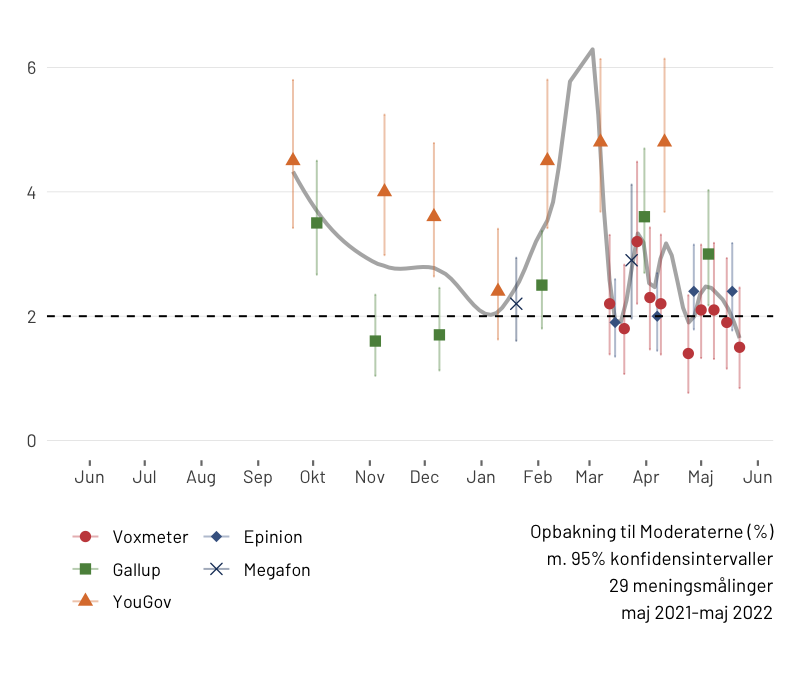 6
4
2
0
Jun Jul Aug Sep Okt Nov Dec Jan Feb Mar Apr Maj Jun
Voxmeter Epinion
Gallup Megafon
YouGov
Opbakning til Moderaterne (%)
m. 95% konfidensintervaller
29 meningsmålinger
maj 2021-maj 2022